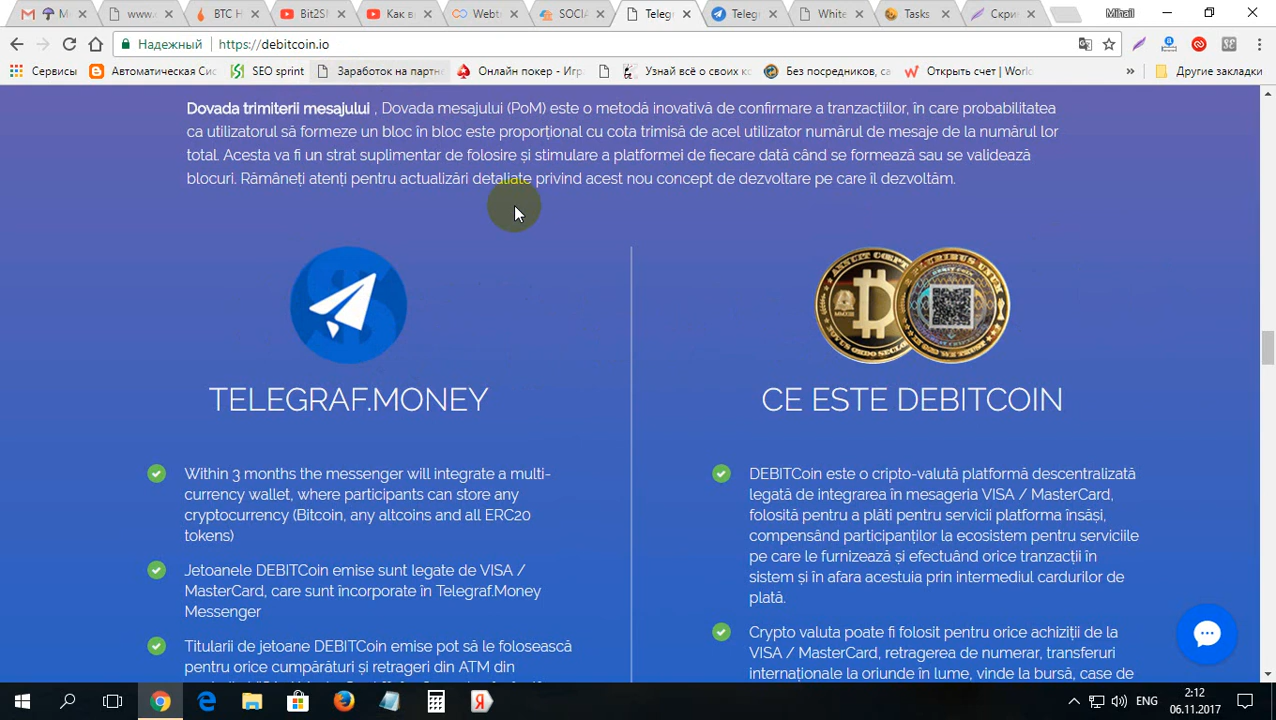 M
www.
BTC H
Bit2S
Как в
Webt
SOCIA
Teleg
Teleg
White
Tasks
Скри
Mihail
Надежный https://debitcoin.io
Сервисы
Автоматическая Сис
SEO sprint
Заработок на партн
Онлайн покер - Игр
Узнай всё о своих ко
Без посредников, са
Открыть счет | Worl
»
Другие закладки
Dovada trimiterii mesajului , Dovada mesajului (PoM) este o metodă inovativă de confirmare a tranzacțiilor, în care probabilitatea
ca utilizatorul să formeze un bloc în bloc este proporțional cu cota trimisă de acel utilizator numărul de mesaje de la numărul lor
total. Acesta va fi un strat suplimentar de folosire și stimulare a platformei de fiecare dată când se formează sau se validează
blocuri. Rămâneți atenți pentru actualizări detaliate privind acest nou concept de dezvoltare pe care îl dezvoltăm.
TELEGRAF.MONEY
Within 3 months the messenger will integrate a multi-
currency wallet, where participants can store any
cryptocurrency (Bitcoin, any altcoins and all ERC20
tokens)
Jetoanele DEBITCoin emise sunt legate de VISA /
MasterCard, care sunt încorporate în Telegraf.Money
Messenger
Titularii de jetoane DEBITCoin emise pot să le folosească
pentru orice cumpărături și retrageri din ATM din
CE ESTE DEBITCOIN
DEBITCoin este o cripto-valută platformă descentralizată
legată de integrarea în mesageria VISA / MasterCard,
folosită pentru a plăti pentru servicii platforma însăși,
compensând participanților la ecosistem pentru serviciile
pe care le furnizează și efectuând orice tranzacții în
sistem și în afara acestuia prin intermediul cardurilor de
plată.
Crypto valuta poate fi folosit pentru orice achiziții de la
VISA / MasterCard, retragerea de numerar, transferuri
internaționale la oriunde în lume, vinde la bursă, case de
ENG
2:12
06.11.2017